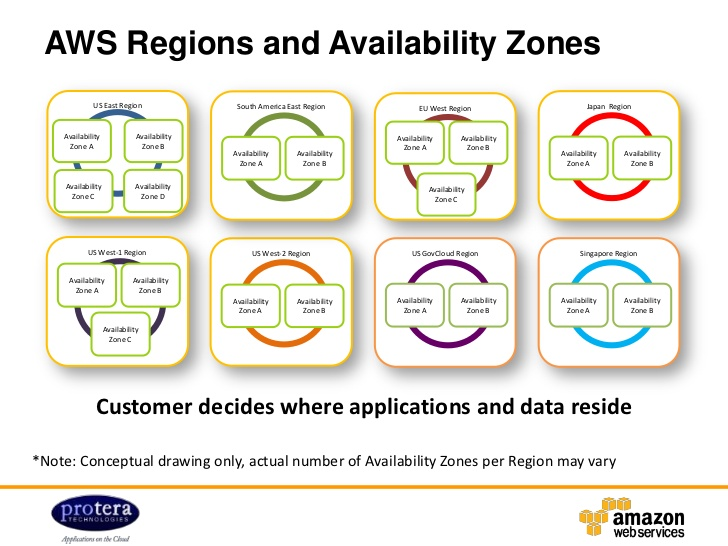 AWS Regions and Availability Zones
US East Region
Availability
Zone A
Availability
Zone B
Availability
Zone C
Availability
Zone D
South America East Region
Availability
Zone A
Availability
Zone B
EU West Region
Availability
Zone A
Availability
Zone B
Availability
Zone C
Japan Region
Availability
Zone A
Availability
Zone B
US West-1 Region
Availability
Zone A
Availability
Zone B
Availability
Zone C
US West-2 Region
Availability
Zone A
Availability
Zone B
US GovCloud Region
Availability
Zone A
Availability
Zone B
Singapore Region
Availability
Zone A
Availability
Zone B
Customer decides where applications and data reside
*Note: Conceptual drawing only, actual number of Availability Zones per Region may vary
protera
TECHNOLOGIES
Applications on the Cloud
amazon
webservices